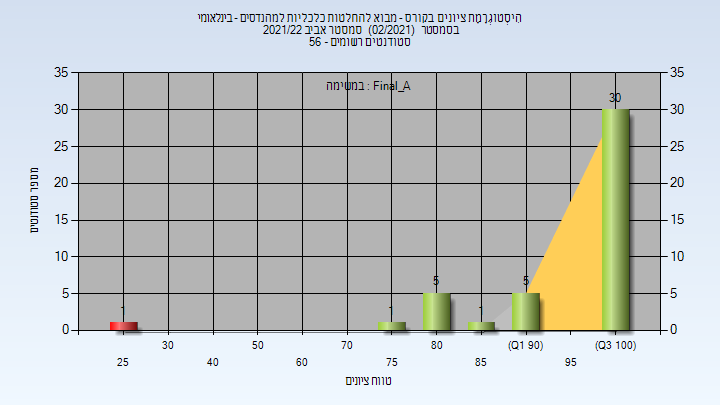 הִיסְטוֹגְרָמַת ציונים בקורס - מבוא להחלטות כלכליות למהנדסים - בינלאומי
בסמסטר (02/2021) סמסטר אביב 2021/22
סטודנטים רשומים - 56
במשימה : Final_A
מספר סטודנטים
35 35
30 30
25 25
20 20
15 15
10 10
5 5
0 0
1 1 5 1 5 30
30 50 60 70 80 (Q1 90) (Q3 100)
25 40 50 75 85 95
טווח ציונים